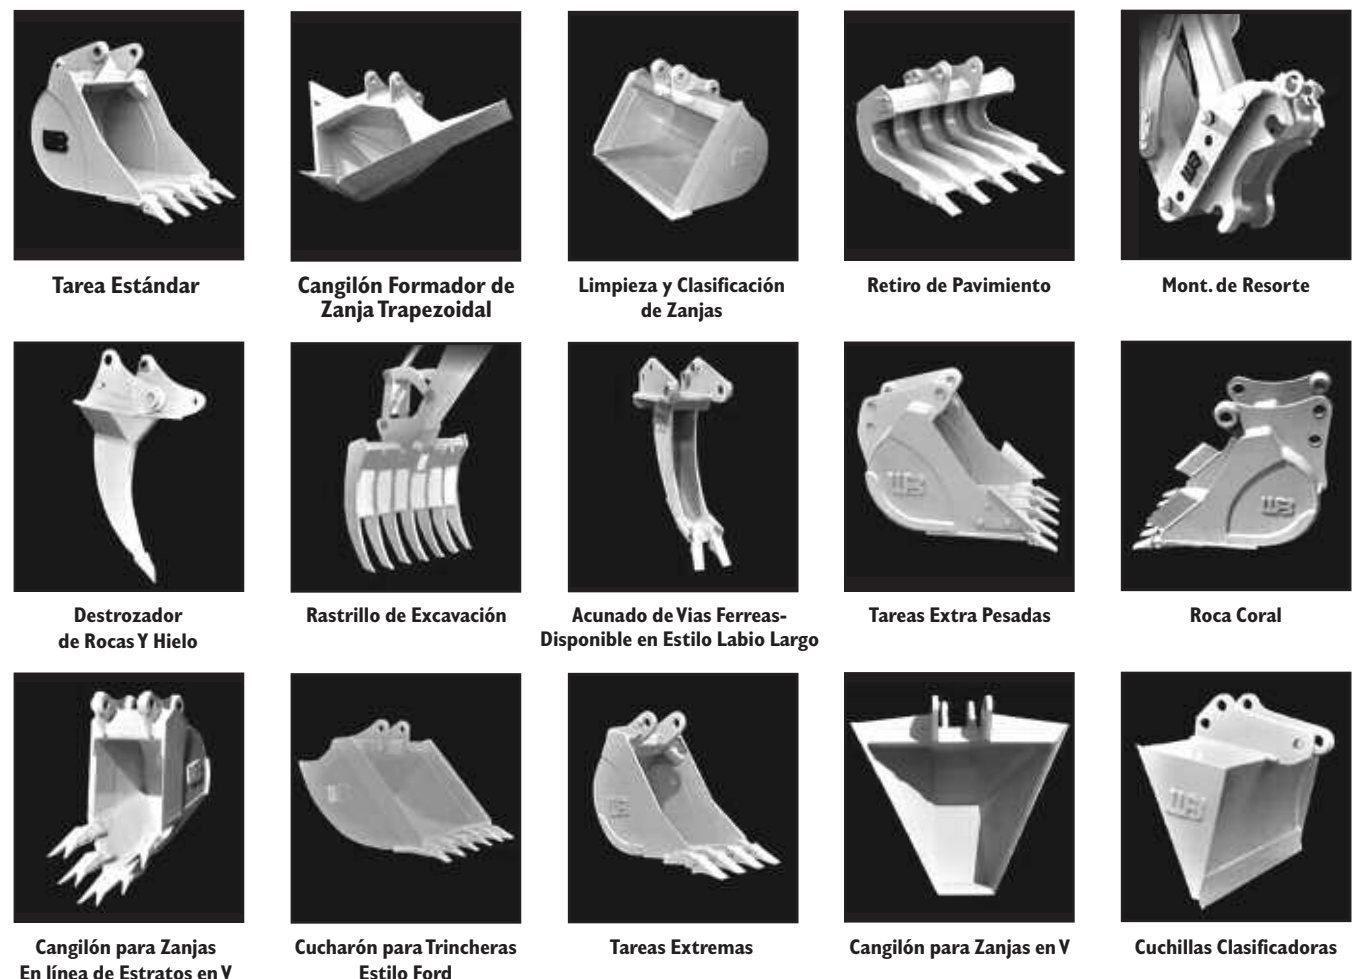 Tarea Estándar
Cangilón Formador de
Zanja Trapezoidal
Limpieza y Clasificación
de Zanjas
Retiro de Pavimiento
Mont. de Resorte
Destrozador
de Rocas Y Hielo
Rastrillo de Excavación
Acunado de Vias Ferreas-
Disponible en Estilo Labio Largo
Tareas Extra Pesadas
Roca Coral
Cangilón para Zanjas
En línea de Estratos en V
Cucharón para Trincheras
Estilo Ford
Tareas Extremas
Cangilón para Zanjas en V
Cuchillas Clasificadoras